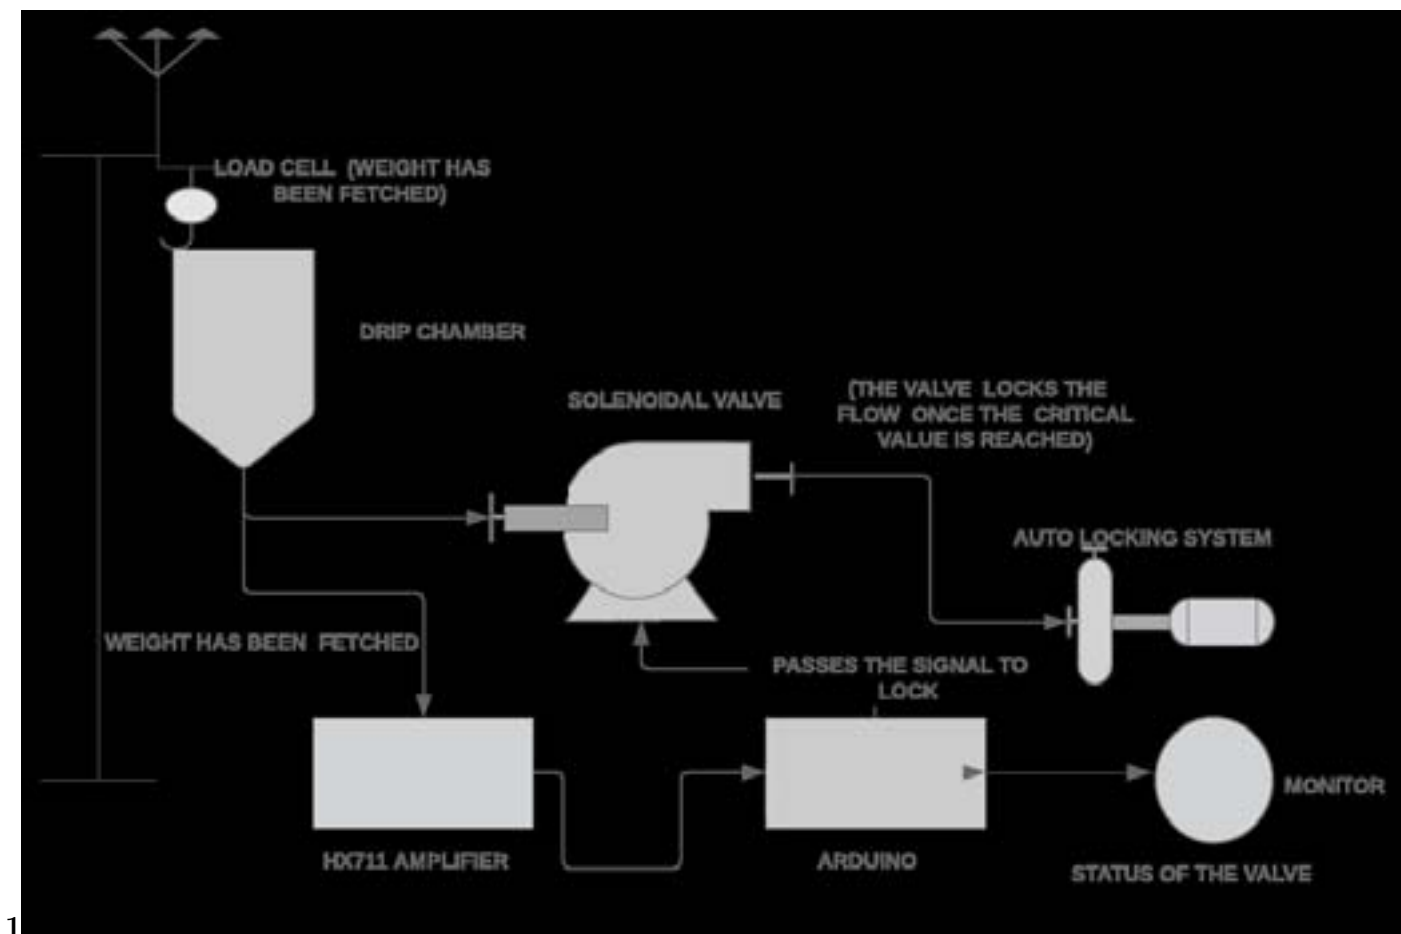 LOAD CELL (WEIGHT HAS
BEEN FETCHED)
DRIP CHAMBER
SOLENOIDAL VALVE
(THE VALVE LOCKS THE
FLOW ONCE THE CRITICAL
VALUE IS REACHED)
AUTO LOCKING SYSTEM
WEIGHT HAS BEEN FETCHED
PASSES THE SIGNAL TO
LOCK
MONITOR
HX711 AMPLIFIER
ARDUINO
STATUS OF THE VALVE
1